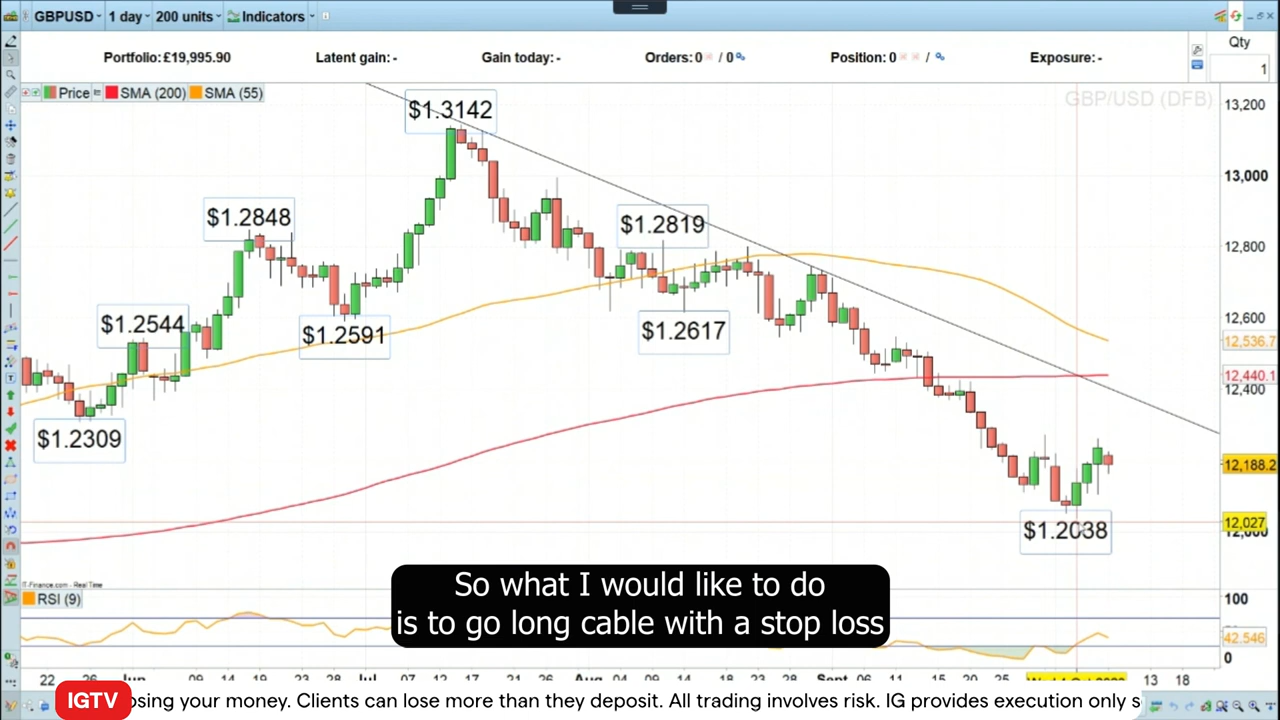 GBPUSD 1 day 200 units Indicators
Portfolio:£19,995.90 Latent gain:- Gain today:- Orders:0 / 0 Position:0 / Exposure:- Qty
1
Price SMA (200) SMA (55)
GBP/USD (DFB)
13,200
$1.3142
13,000
$1.2848
$1.2819
12,800
$1.2544
$1.2591
$1.2617
12,600
12,536.7
12,440.1
12,400
$1.2309
12,188.2
12,027
$1.2038
IT-Finance.com - Real Time
So what I would like to do
is to go long cable with a stop loss
RSI (9)
100
42.546
0
22 26 Jun 09 14 19 23 Jul 07 12 17 21 26 Aug 04 09 14 18 23 Sept 06 11 15 20 25 13 18
IGTV
osing your money. Clients can lose more than they deposit. All trading involves risk. IG provides execution only s